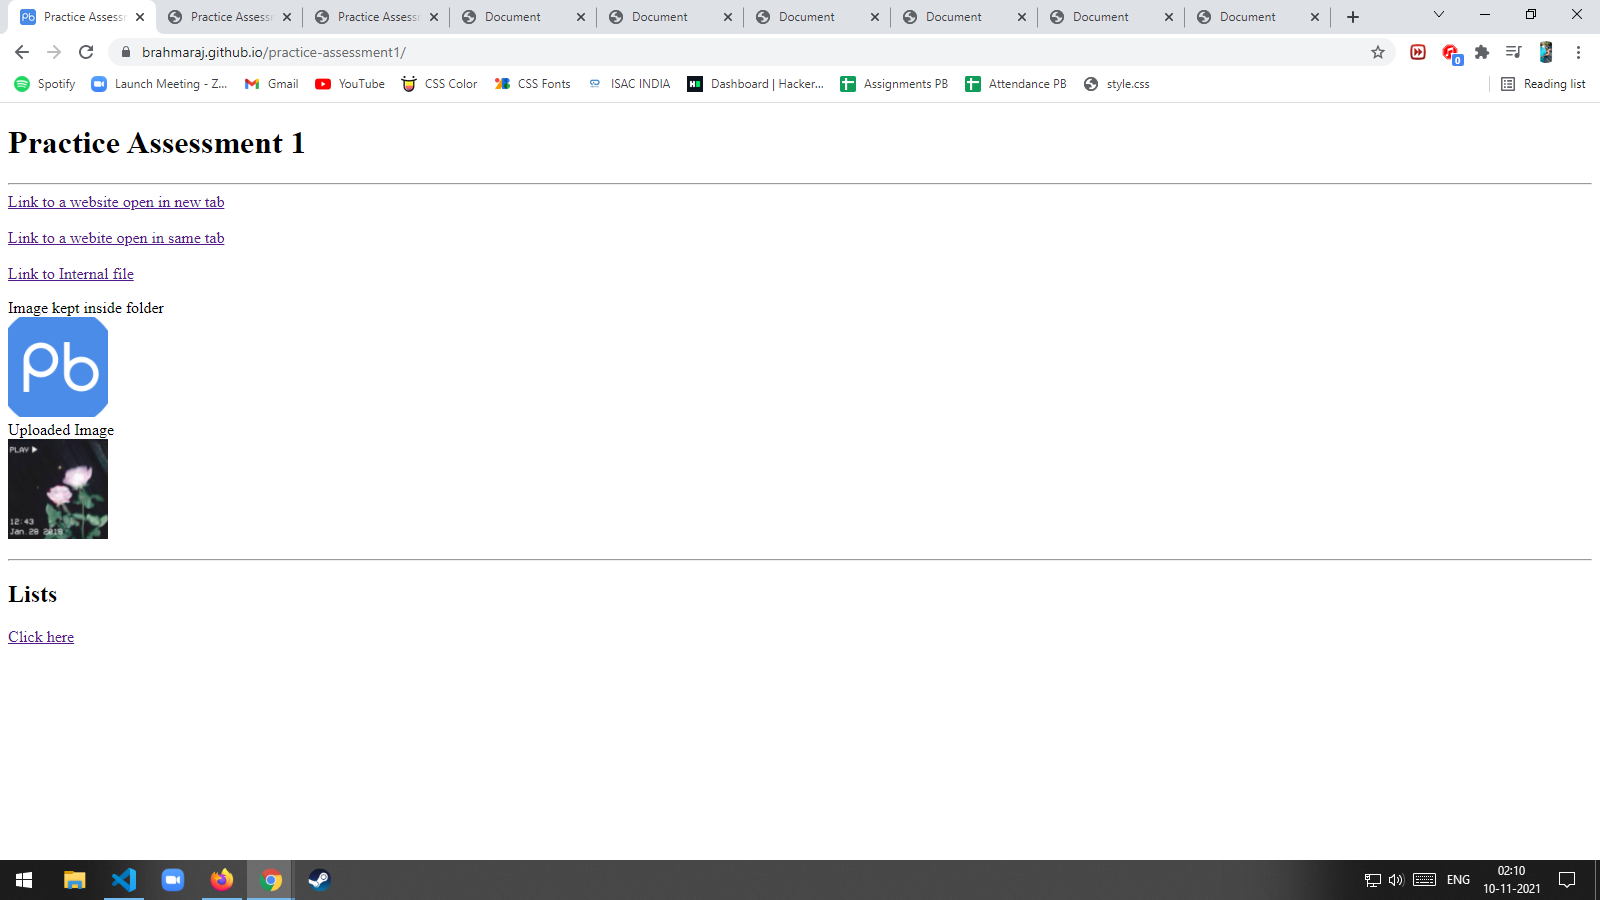 Practice Assessm
Practice Assessm
Practice Assessm
Document
Document
Document
Document
Document
Document
brahmaraj.github.io/practice-assessment1/
0
Spotify
Launch Meeting - Z...
Gmail
YouTube
CSS Color
CSS Fonts
ISAC INDIA
Dashboard | Hacker...
Assignments PB
Attendance PB
style.css
Reading list
Practice Assessment 1
Link to a website open in new tab
Link to a webite open in same tab
Link to Internal file
Image kept inside folder
Pb
Uploaded Image
PLAY
12:43
Jan.28 2019
Lists
Click here
ENG
02:10
10-11-2021